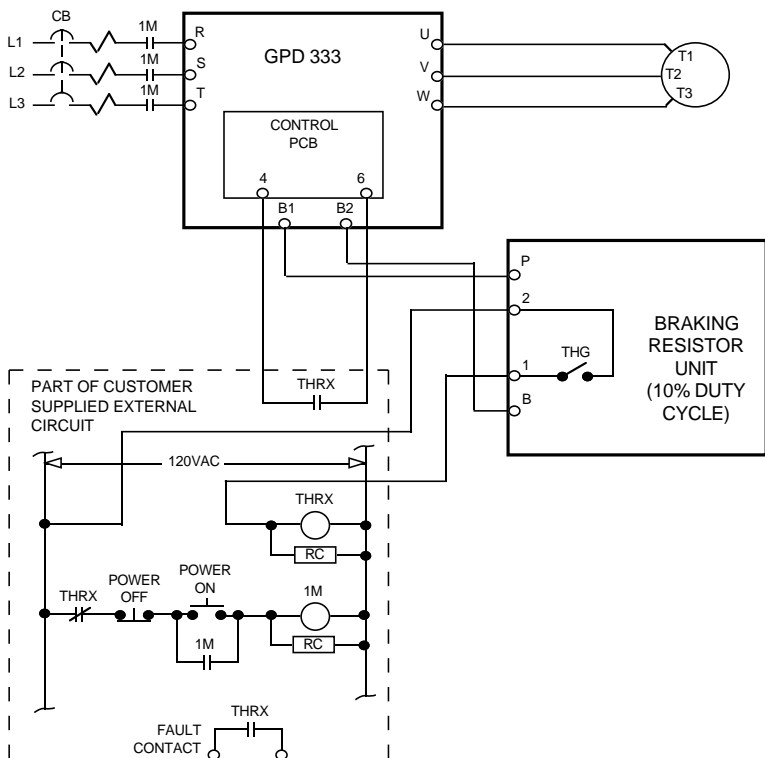 CB
1M
L1
R
U
GPD 333
T1
1M
L2
S
V
T2
1M
L3
T
W
T3
CONTROL
PCB
4
6
B1
B2
P
2
BRAKING
RESISTOR
UNIT
(10% DUTY
CYCLE)
THG
1
B
PART OF CUSTOMER
SUPPLIED EXTERNAL
CIRCUIT
THRX
120VAC
THRX
RC
THRX
POWER
OFF
POWER
ON
1M
1M
RC
THRX
FAULT
CONTACT